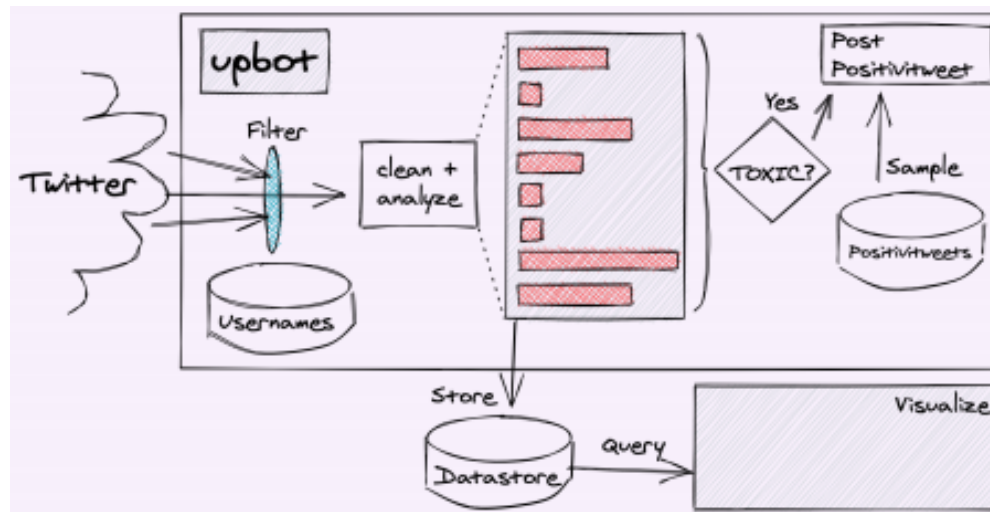 upbot
Post
Positivitweet
Yes
Filter
Twitter
clean +
analyze
TOXIC?
Sample
Positivitweets
Usernames
Store
Visualize
Query
Datastore